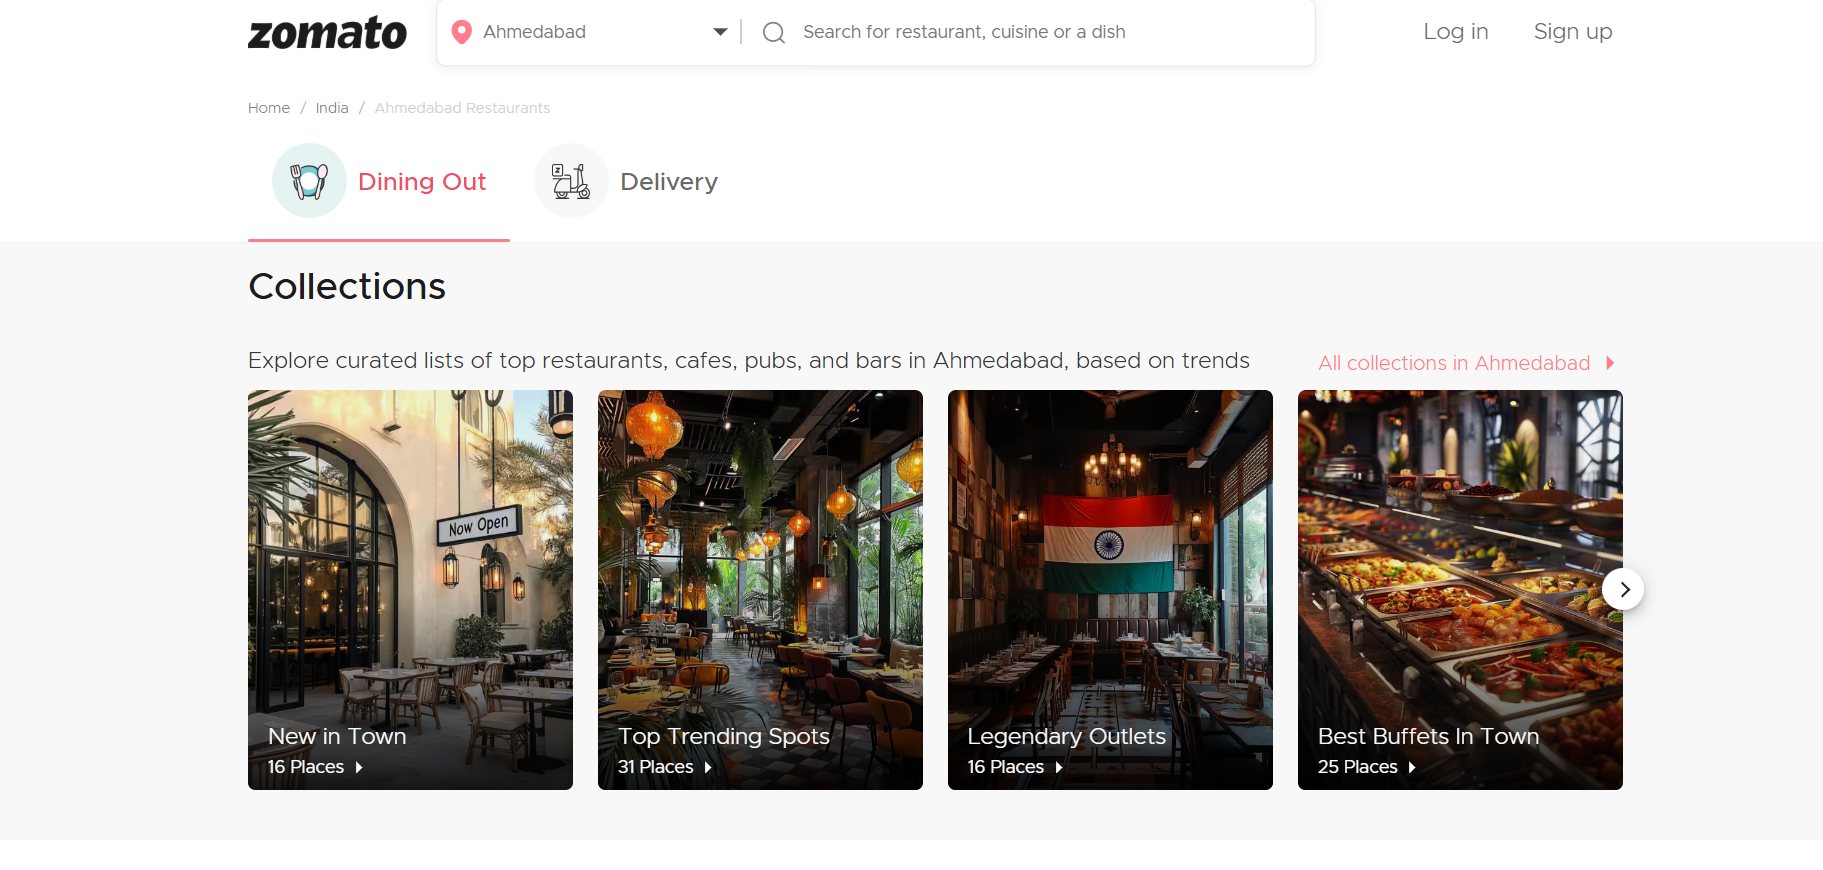 zomato
Ahmedabad
Search for restaurant, cuisine or a dish
Log in
Sign up
Home / India / Ahmedabad Restaurants
Dining Out
Delivery
Collections
Explore curated lists of top restaurants, cafes, pubs, and bars in Ahmedabad, based on trends
All collections in Ahmedabad
Now Open
New in Town
16 Places
Top Trending Spots
31 Places
Legendary Outlets
16 Places
Best Buffets In Town
25 Places